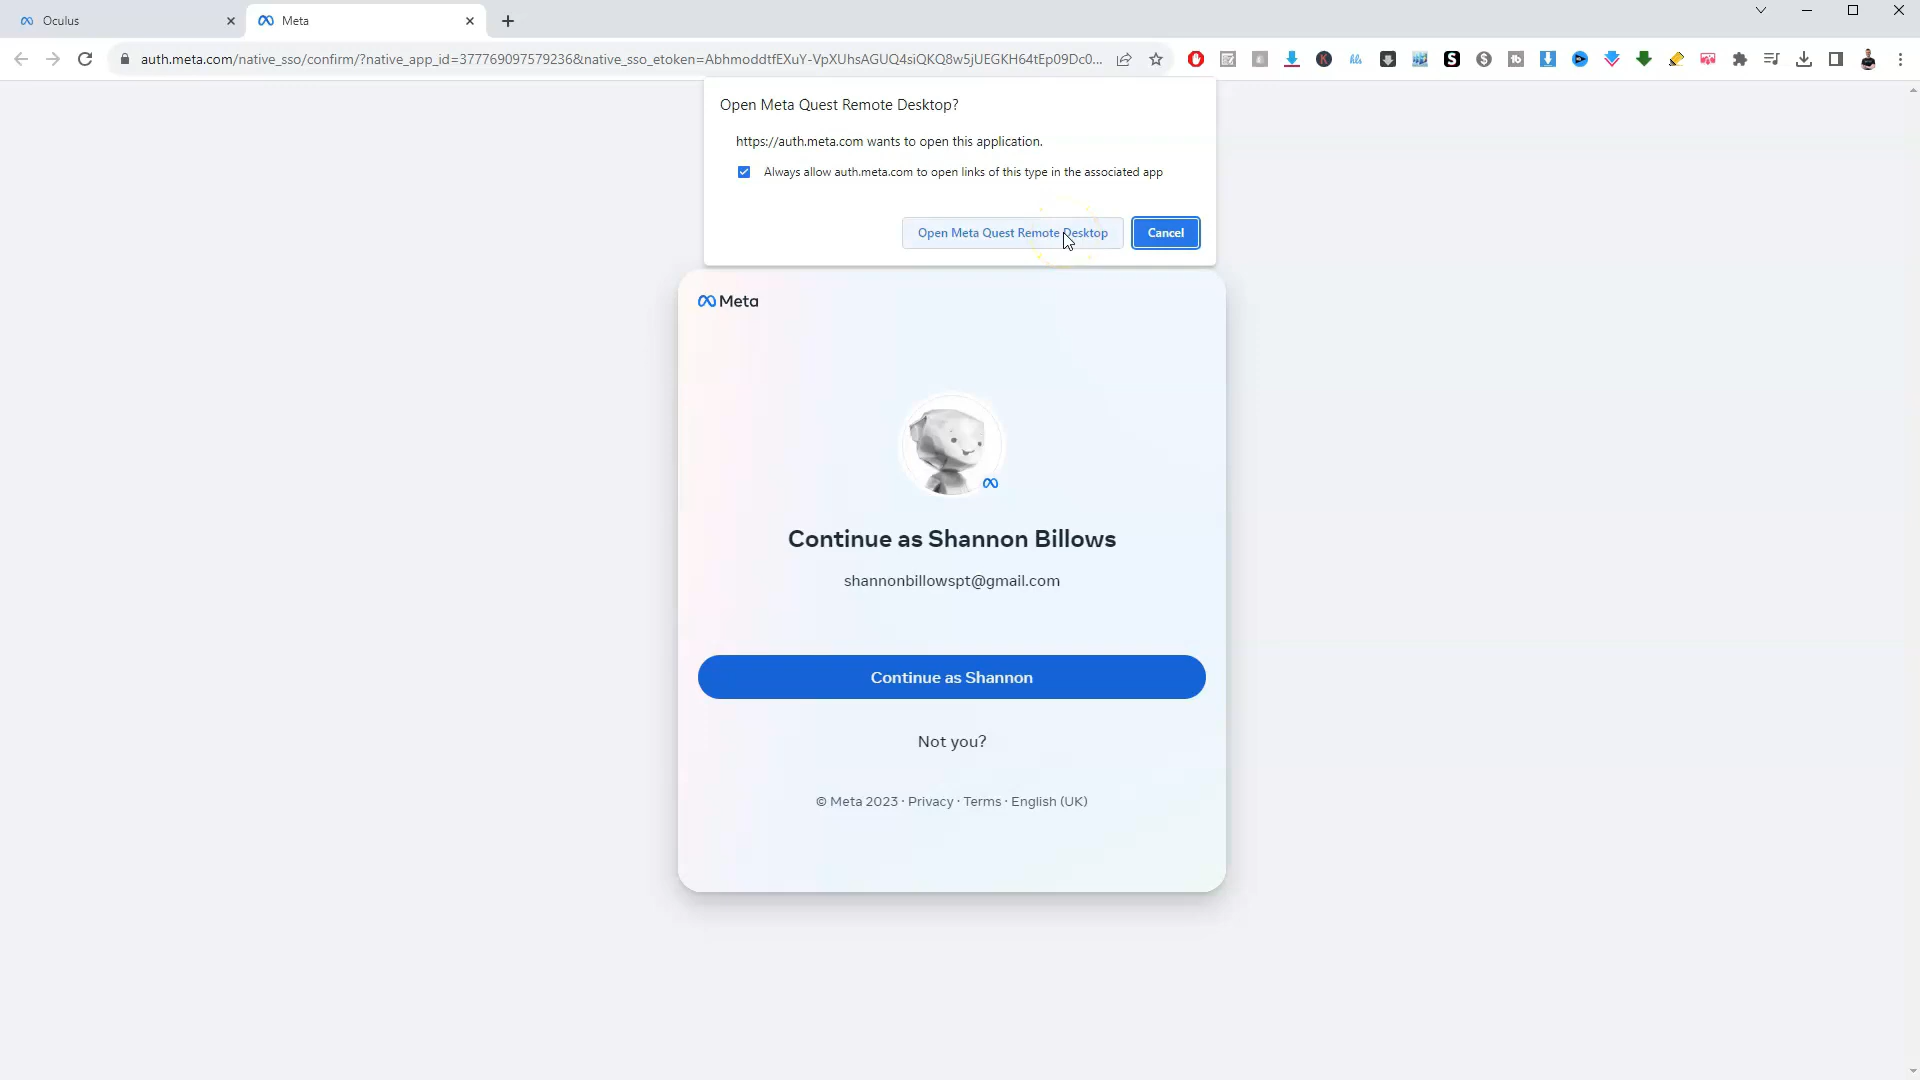 Oculus
Meta
auth.meta.com/native_sso/confirm/?native_app_id=377769097579236&native_sso_etoken=AbhmoddtfEXuY-VpXUhsAGUQ4siQKQ8w5jUEGKH64tEp09Dc0...
Open Meta Quest Remote Desktop?
https://auth.meta.com wants to open this application.
Always allow auth.meta.com to open links of this type in the associated app
Open Meta Quest Remote Desktop
Cancel
Meta
Continue as Shannon Billows
shannonbillowspt@gmail.com
Continue as Shannon
Not you?
© Meta 2023 · Privacy · Terms · English (UK)